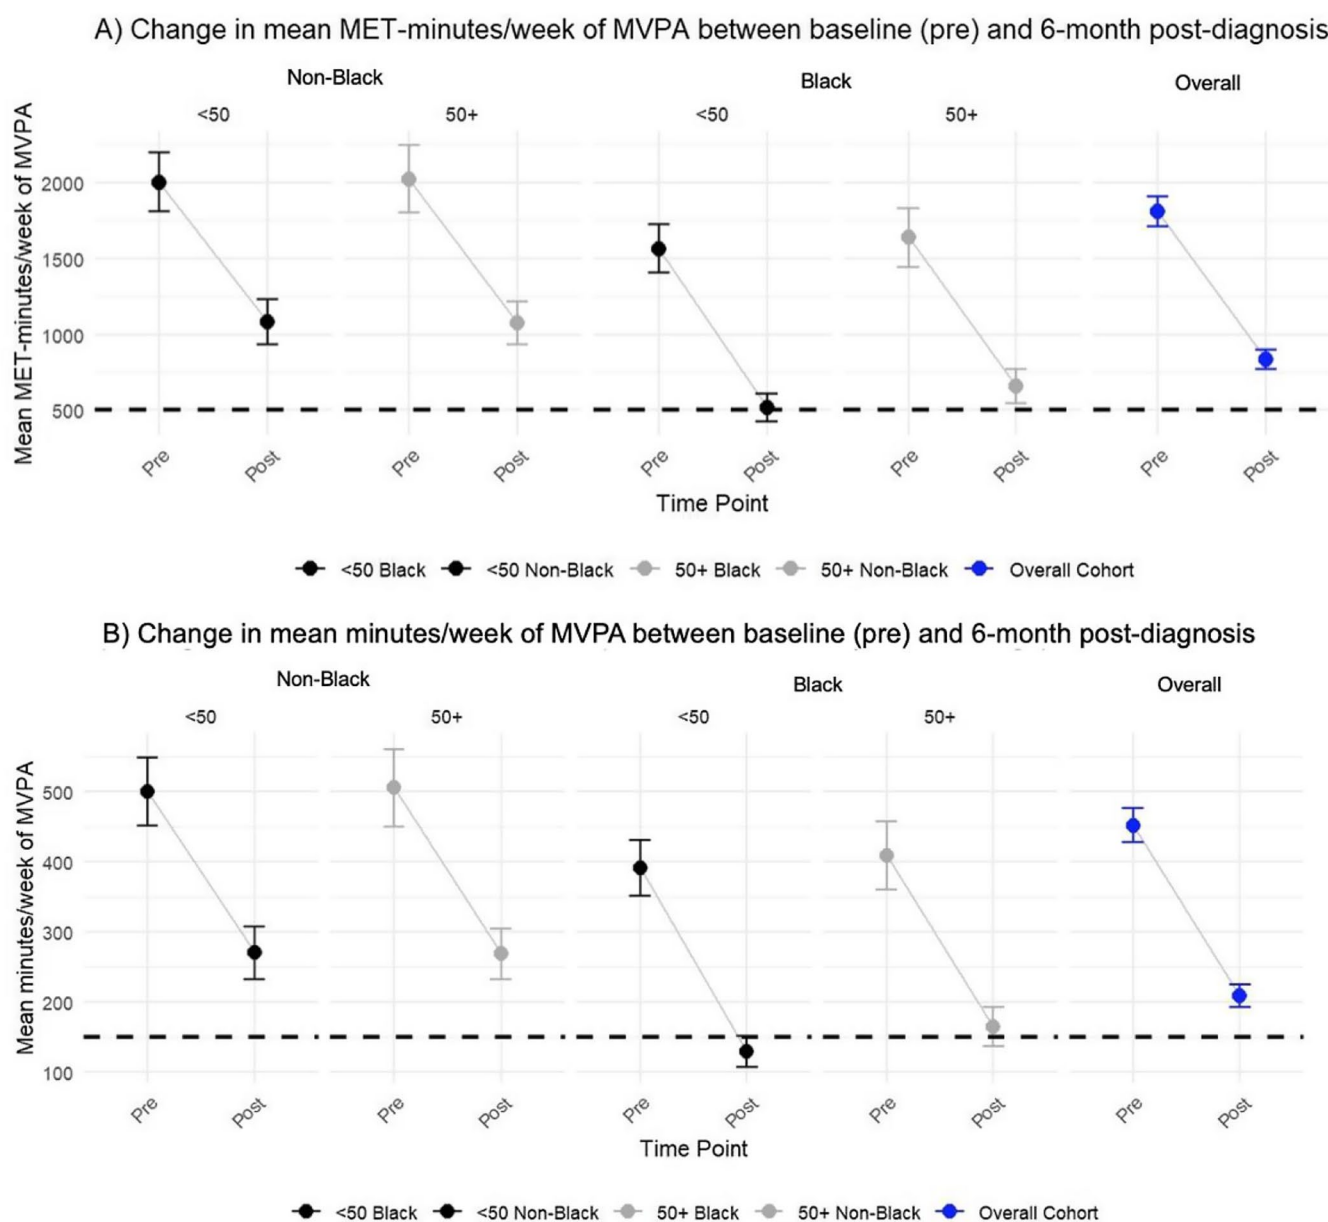 A) Change in mean MET-minutes/week of MVPA between baseline (pre) and 6-month post-diagnosis
Non-Black
Black
Overall
<50
50+
<50
50+
Mean MET-minutes/week of MVPA
2000
1500
1000
500
Pre
Post
Pre
Post
Pre
Post
Pre
Post
Pre
Post
Time Point
<50 Black
<50 Non-Black
50+ Black
50+ Non-Black
Overall Cohort
B) Change in mean minutes/week of MVPA between baseline (pre) and 6-month post-diagnosis
Non-Black
Black
Overall
<50
50+
<50
50+
Mean minutes/week of MVPA
500
400
300
200
100
Pre
Post
Pre
Post
Pre
Post
Pre
Post
Pre
Post
Time Point
<50 Black
<50 Non-Black
50+ Black
50+ Non-Black
Overall Cohort